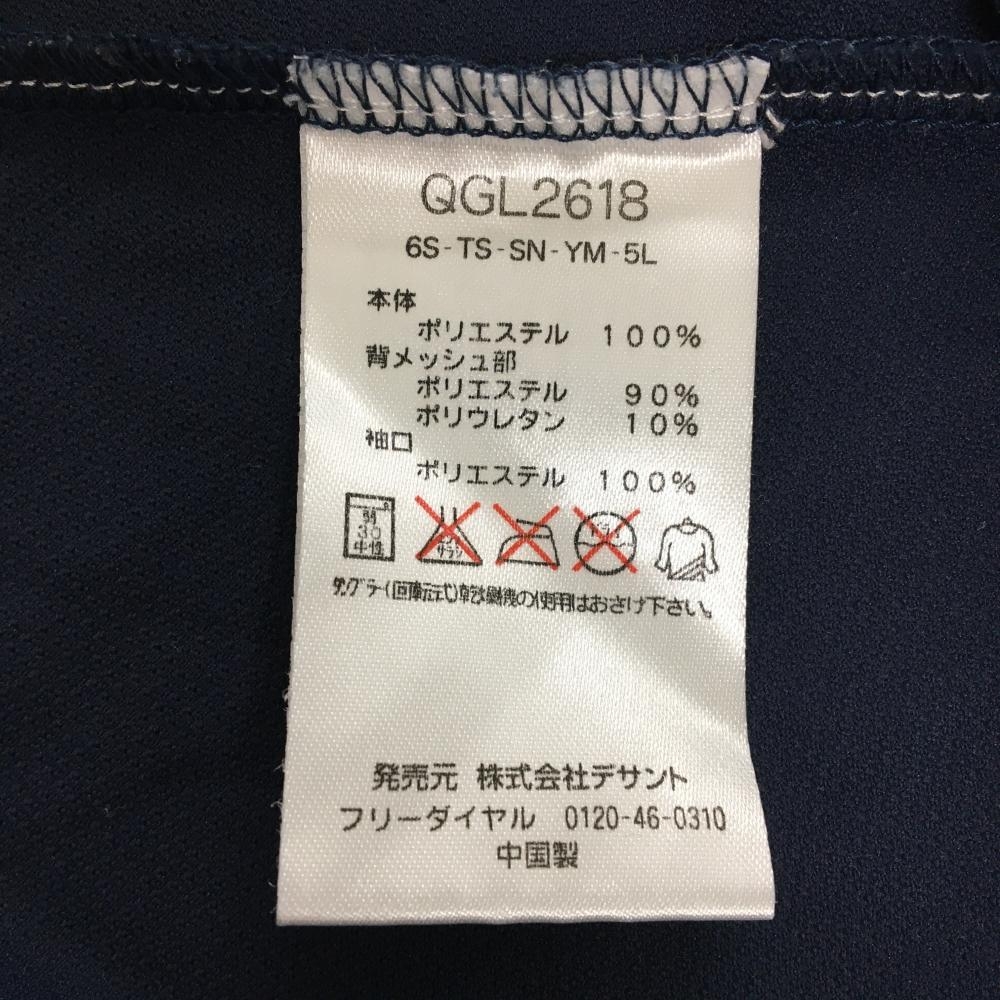 QGL2618
6S-TS-SN-YM-5L
本体
ポリエステル 100%
背メッシュ部
ポリエステル 90%
ポリウレタン 10%
袖口
ポリエステル 100%
弱
30
中性
サラシ
タンブラー(回転式)乾燥機の使用はおさけ下さい。
発売元 株式会社デサント
フリーダイヤル 0120-46-0310
中国製